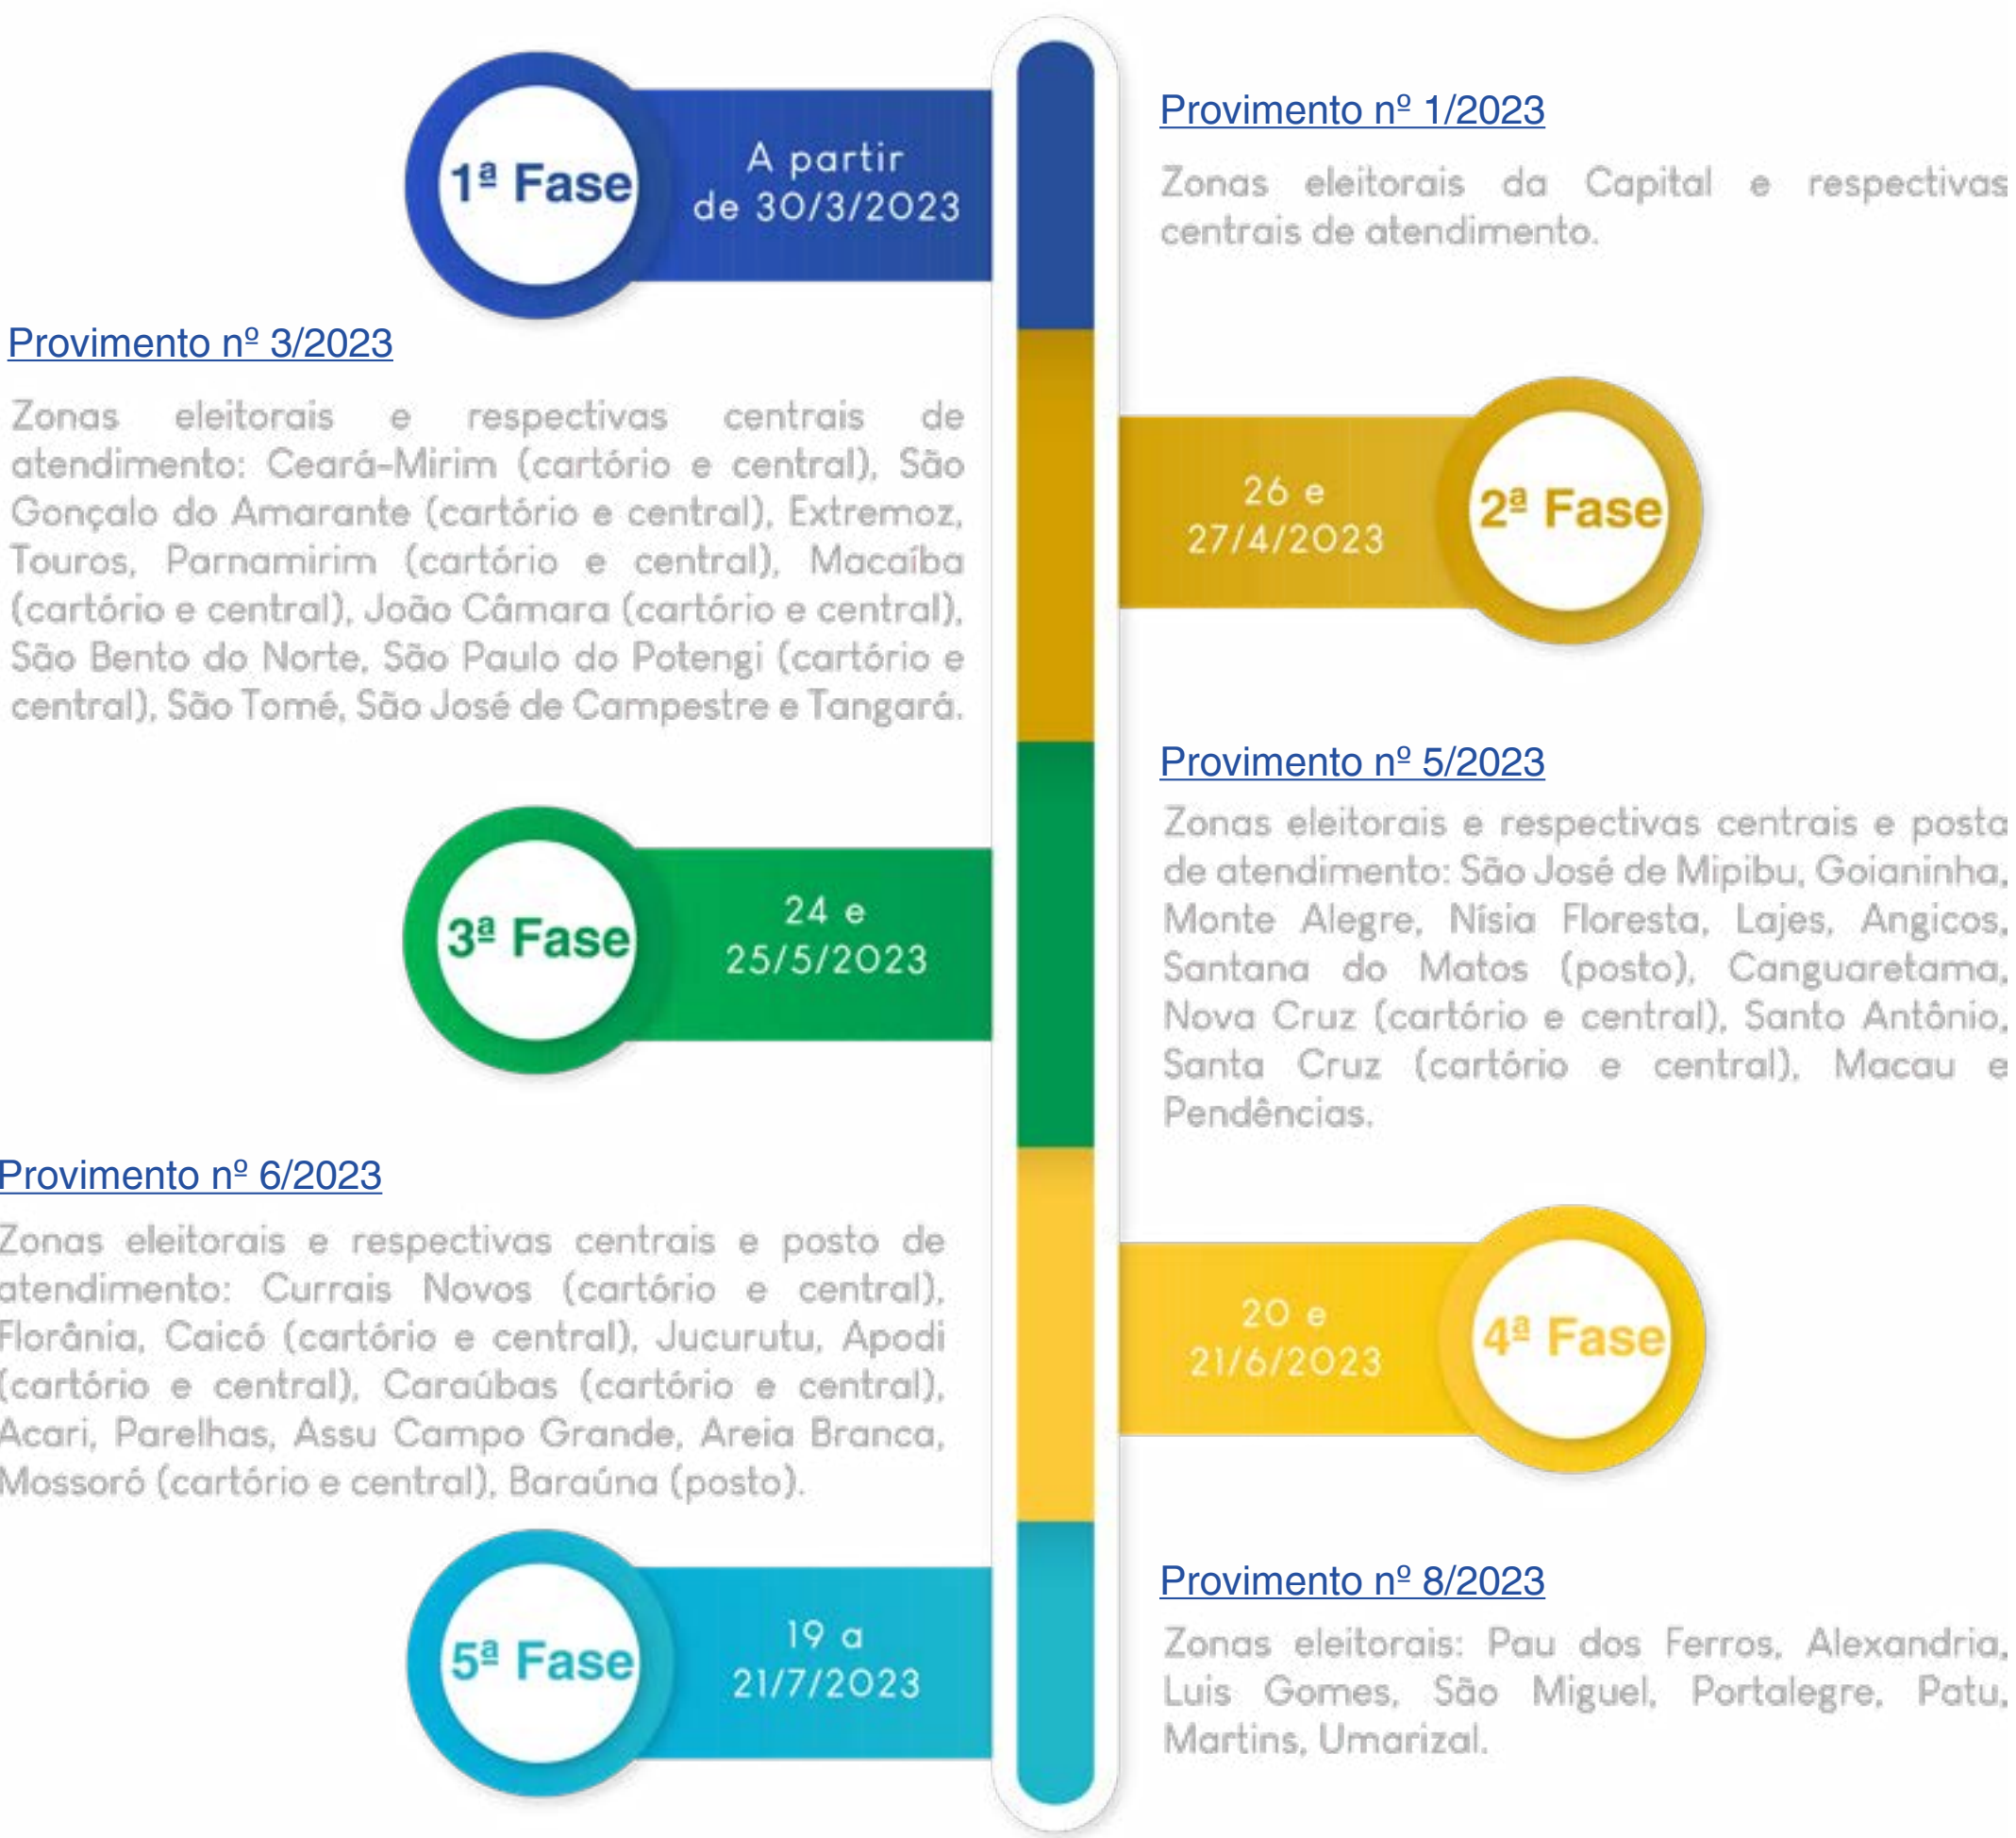 1ª Fase
A partir
de 30/3/2023
Provimento nº 1/2023
Zonas eleitorais da Capital e respectivas
centrais de atendimento.
2ª Fase
26 e
27/4/2023
Provimento nº 3/2023
Zonas eleitorais e respectivas centrais de
atendimento: Ceará-Mirim (cartório e central), São
Gonçalo do Amarante (cartório e central), Extremoz,
Touros, Parnamirim (cartório e central), Macaíba
(cartório e central), João Câmara (cartório e central),
São Bento do Norte, São Paulo do Potengi (cartório e
central), São Tomé, São José de Campestre e Tangará.
3ª Fase
24 e
25/5/2023
Provimento nº 5/2023
Zonas eleitorais e respectivas centrais e posta
de atendimento: São José de Mipibu, Goianinha,
Monte Alegre, Nísia Floresta, Lajes, Angicos,
Santana do Matos (posto), Canguaretama,
Nova Cruz (cartório e central), Santo Antônio,
Santa Cruz (cartório e central), Macau e
Pendências.
4ª Fase
20 e
21/6/2023
Provimento nº 6/2023
Zonas eleitorais e respectivas centrais e posto de
atendimento: Currais Novos (cartório e central),
Florânia, Caicó (cartório e central), Jucurutu, Apodi
(cartório e central), Caraúbas (cartório e central),
Acari, Parelhas, Assu Campo Grande, Areia Branca,
Mossoró (cartório e central), Baraúna (posto).
5ª Fase
19 a
21/7/2023
Provimento nº 8/2023
Zonas eleitorais: Pau dos Ferros, Alexandria,
Luis Gomes, São Miguel, Portalegre, Patu,
Martins, Umarizal.